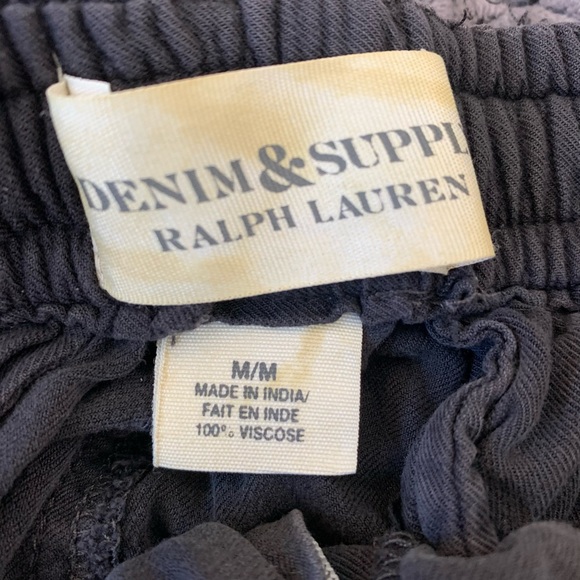 DENIM & SUPPL
RALPH LAUREN
M/M
MADE IN INDIA/
FAIT EN INDE
100% VISCOSE